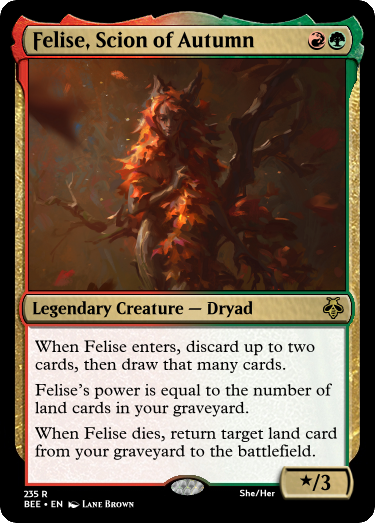 Felise, Scion of Autumn
Legendary Creature — Dryad
When Felise enters, discard up to two
cards, then draw that many cards.
Felise's power is equal to the number of
land cards in your graveyard.
When Felise dies, return target land card
from your graveyard to the battlefield.
★/3
235 R
She/Her
BEE • EN Lane Brown